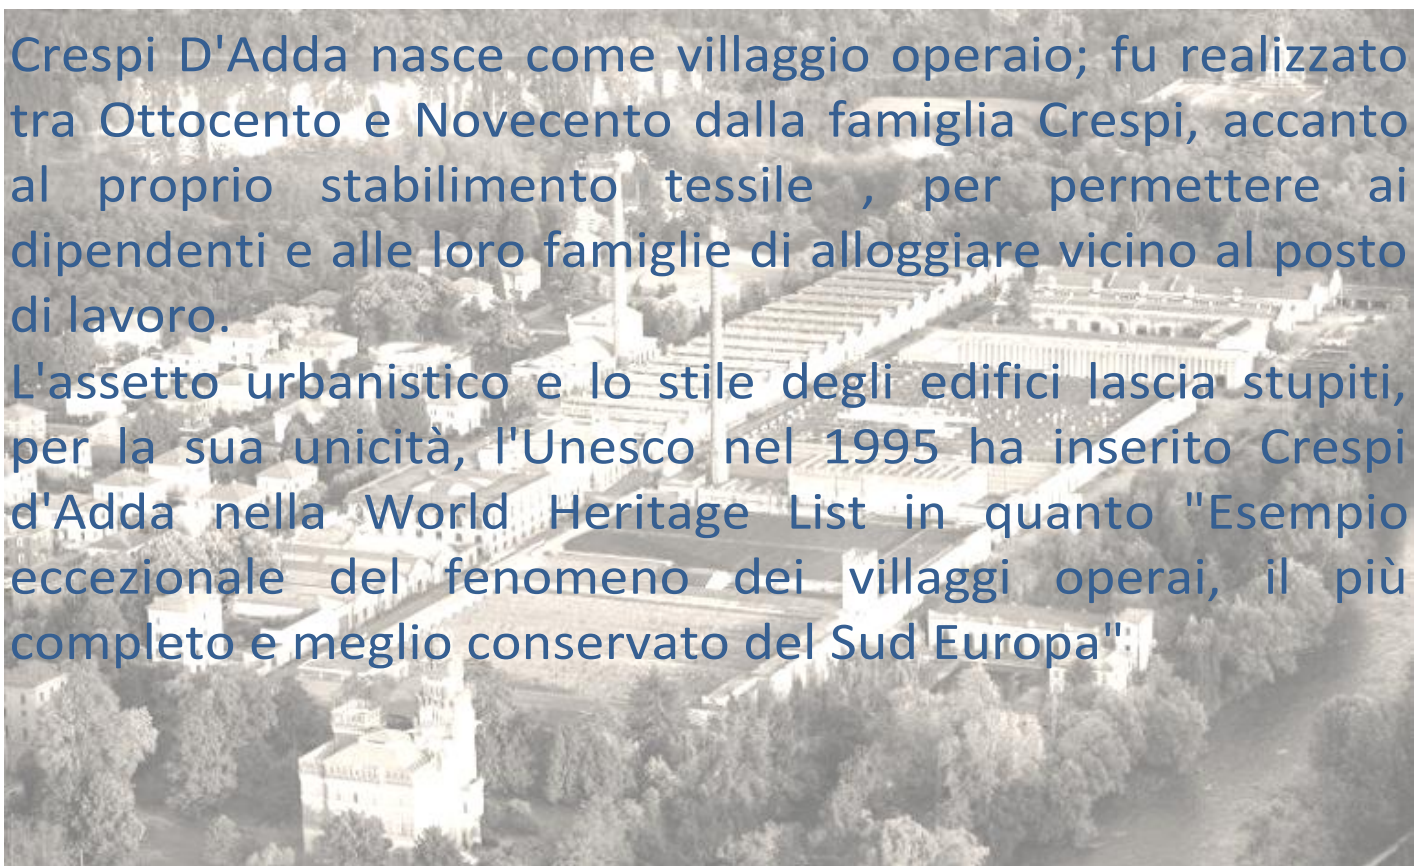 Crespi D'Adda nasce come villaggio operaio; fu realizzato
tra Ottocento e Novecento dalla famiglia Crespi, accanto
al proprio stabilimento tessile , per permettere ai
dipendenti e alle loro famiglie di alloggiare vicino al posto
di lavoro.
L'assetto urbanistico e lo stile degli edifici lascia stupiti,
per la sua unicità, l'Unesco nel 1995 ha inserito Crespi
d'Adda nella World Heritage List in quanto "Esempio
eccezionale del fenomeno dei villaggi operai, il più
completo e meglio conservato del Sud Europa"